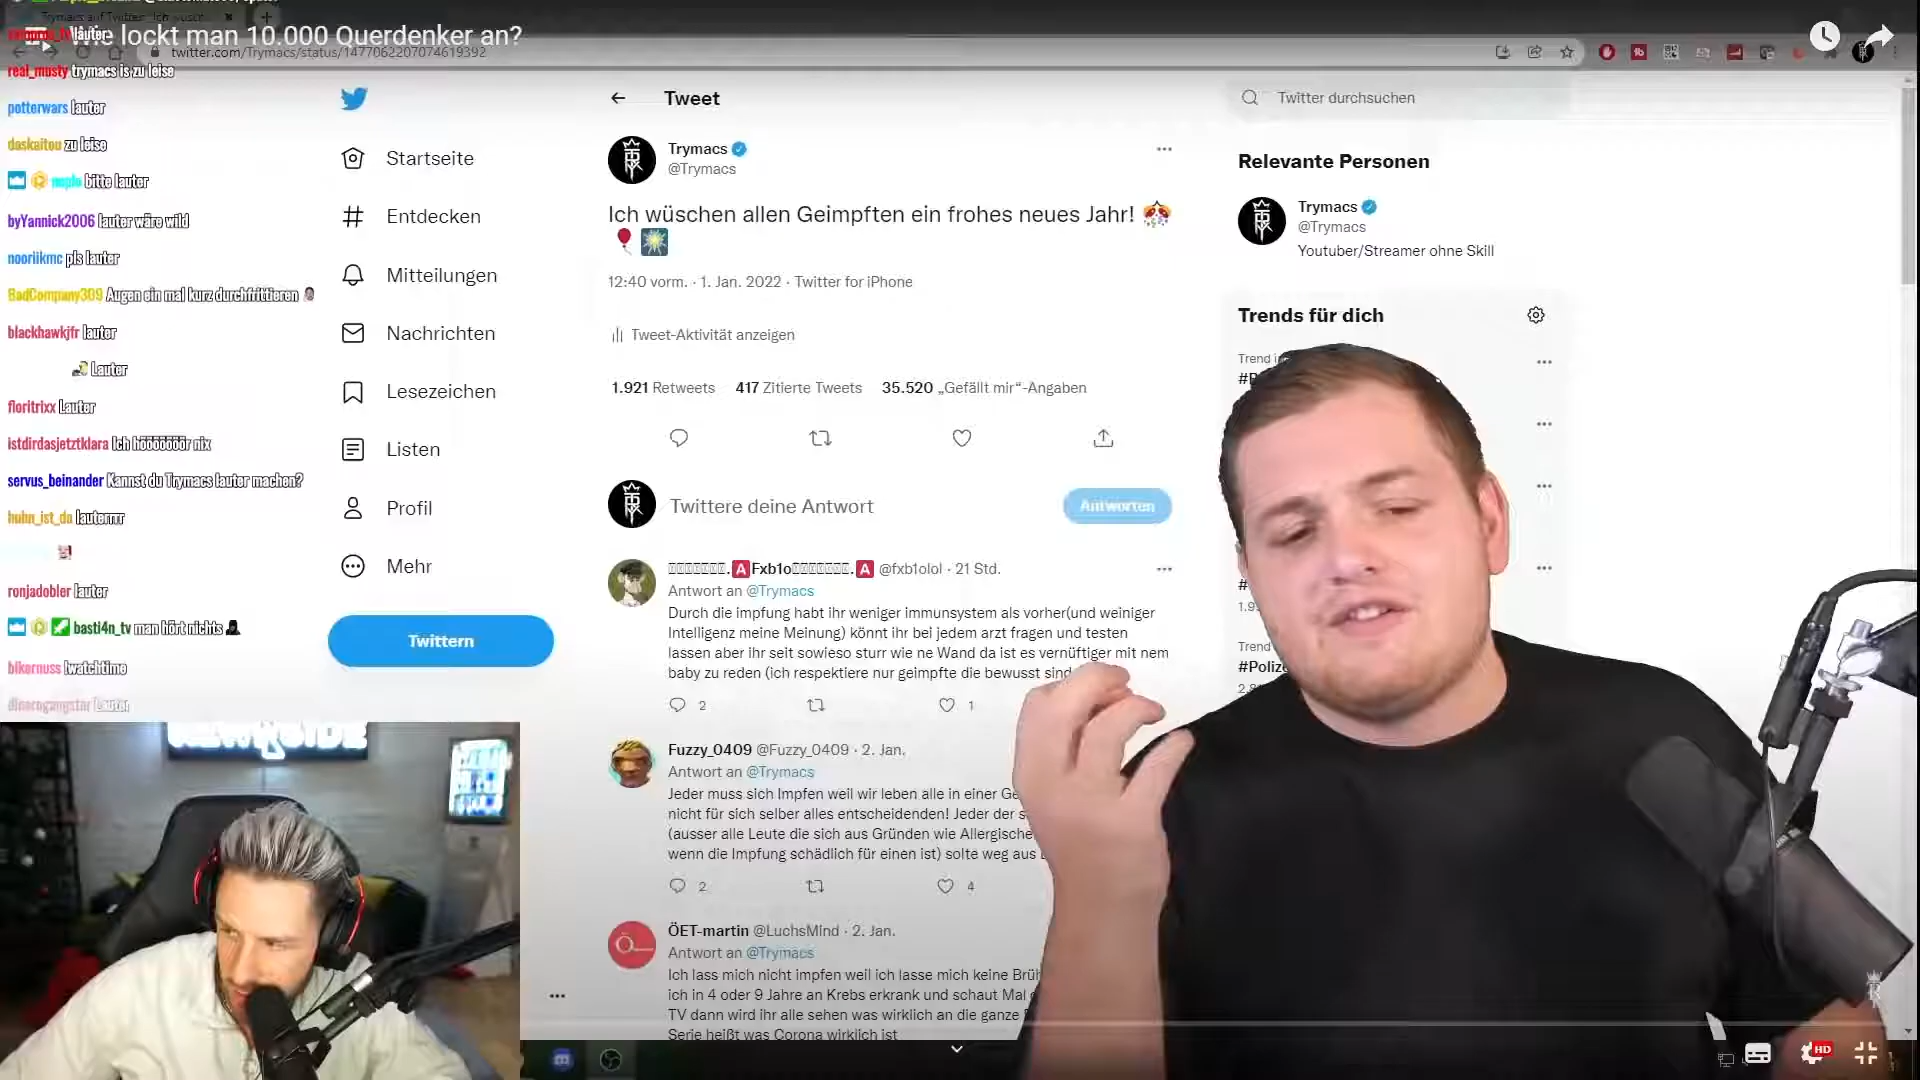 Wie lockt man 10.000 Querdenker an?
twitter.com/Trymacs/status/1477062207074619392
lauter
real_musty trymacs is zu leise
potterwars lauter
daskaitou zu leise
bitte lauter
byYannick2006 lauter wäre wild
nooriikmc pls lauter
BadCompany309 Augen ein mal kurz durchfrittieren
blackhawkjfr lauter
Lauter
floritrixx Lauter
istdirdasjetztklara Ich höööööör nix
servus_beinander Kannst du Trymacs lauter machen?
huhn_ist_da lauterrrr
ronjadobler lauter
basti4n_tv man hört nichts
bikernuss !watchtime
Lauter
Startseite
Entdecken
Mitteilungen
Nachrichten
Lesezeichen
Listen
Profil
Mehr
Twittern
Tweet
Trymacs
@Trymacs
Ich wüschen allen Geimpften ein frohes neues Jahr!
12:40 vorm. · 1. Jan. 2022 · Twitter for iPhone
Tweet-Aktivität anzeigen
1.921 Retweets 417 Zitierte Tweets 35.520 „Gefällt mir“-Angaben
Twittere deine Antwort
Antworten
A Fxb1o A @fxb1olol · 21 Std.
Antwort an @Trymacs
Durch die impfung habt ihr weniger immunsystem als vorher(und weiniger
Intelligenz meine Meinung) könnt ihr bei jedem arzt fragen und testen
lassen aber ihr seit sowieso sturr wie ne Wand da ist es vernüftiger mit nem
baby zu reden (ich respektiere nur geimpfte die bewusst sind
2 1
Fuzzy_0409 @Fuzzy_0409 · 2. Jan.
Antwort an @Trymacs
Jeder muss sich Impfen weil wir leben alle in einer Ge
nicht für sich selber alles entscheidenden! Jeder der s
(ausser alle Leute die sich aus Gründen wie Allergische
wenn die Impfung schädlich für einen ist) solte weg aus
2 4
ÖET-martin @LuchsMind · 2. Jan.
Antwort an @Trymacs
Ich lass mich nicht impfen weil ich lasse mich keine Brüh
ich in 4 oder 9 Jahre an Krebs erkrank und schaut Mal
TV dann wird ihr alle sehen was wirklich an die ganze
Serie heißt was Corona wirklich ist
Twitter durchsuchen
Relevante Personen
Trymacs
@Trymacs
Youtuber/Streamer ohne Skill
Trends für dich
Trend
Trend
#Polize
HD